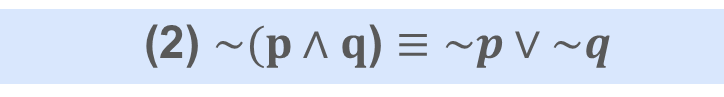 (2) ~(p ∧ q) ≡ ~p ∨ ~q